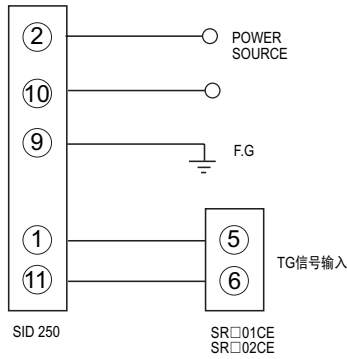 ②
POWER
SOURCE
⑩
⑨
F.G
①
⑤
TG信号输入
⑪
⑥
SID 250
SR□01CE
SR□02CE